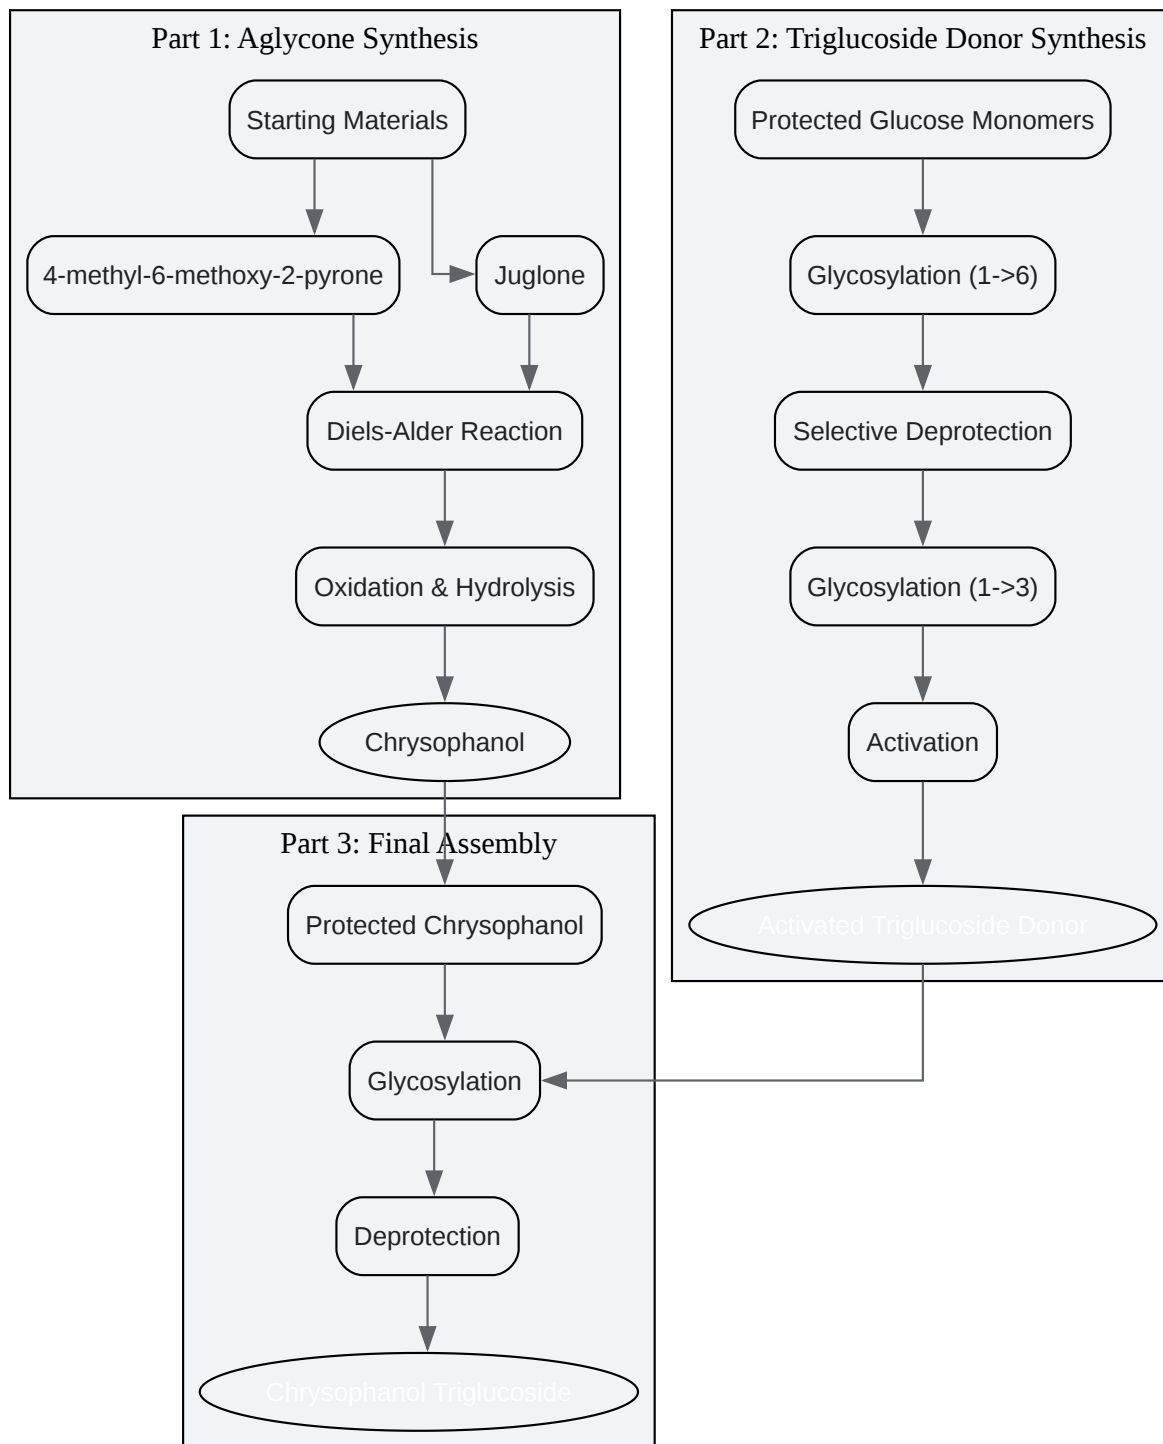 Part 1: Aglycone Synthesis
Starting Materials
4-methyl-6-methoxy-2-pyrone
Juglone
Diels-Alder Reaction
Oxidation & Hydrolysis
Chrysophanol
Part 2: Triglucoside Donor Synthesis
Protected Glucose Monomers
Glycosylation (1->6)
Selective Deprotection
Glycosylation (1->3)
Activation
Activated Triglucoside Donor
Part 3: Final Assembly
Protected Chrysophanol
Glycosylation
Deprotection
Chrysophanol Triglucoside